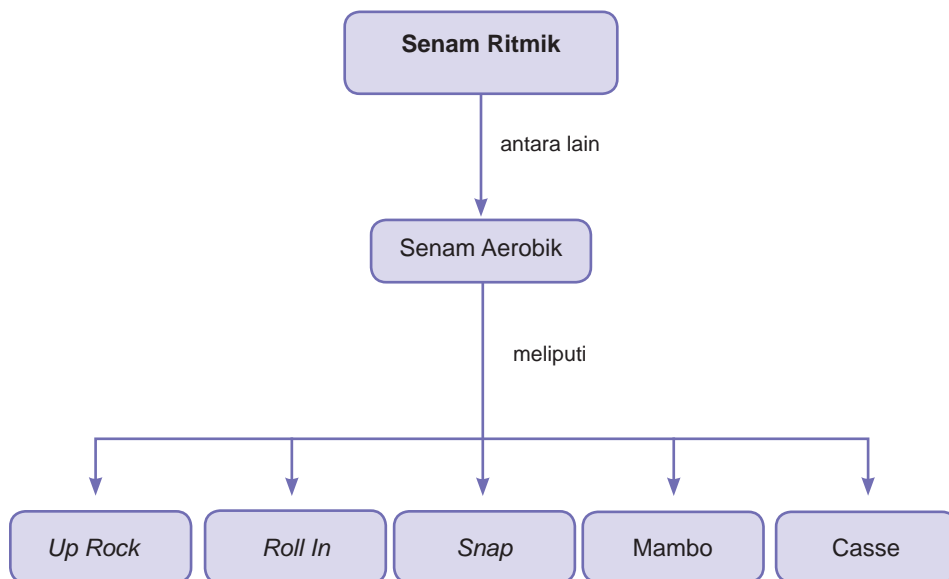 Senam Ritmik
antara lain
Senam Aerobik
meliputi
Up Rock
Roll In
Snap
Mambo
Casse